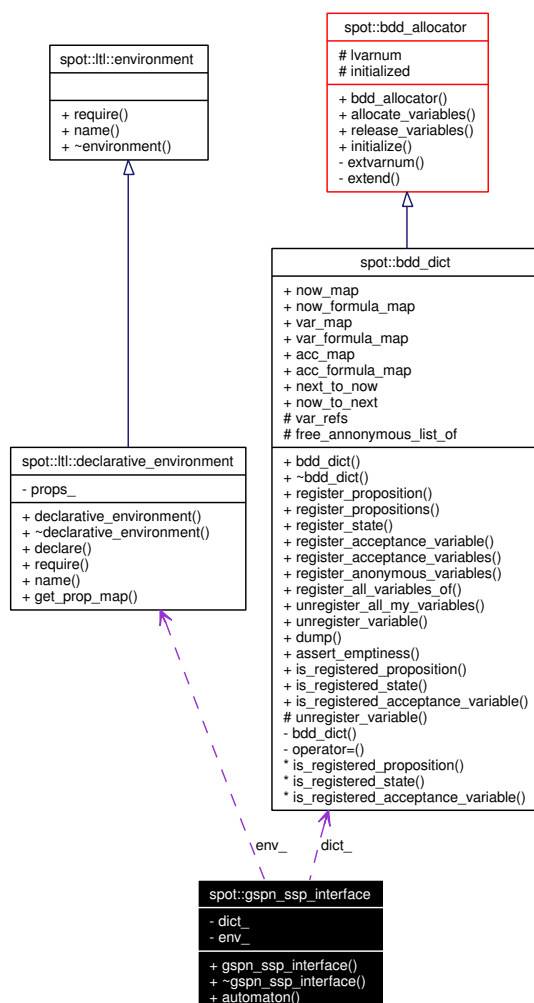 spot::bdd_allocator
# lvarnum
# initialized
+ bdd_allocator()
+ allocate_variables()
+ release_variables()
+ initialize()
- extvarnum()
- extend()
spot::ltl::environment
+ require()
+ name()
+ ~environment()
spot::bdd_dict
+ now_map
+ now_formula_map
+ var_map
+ var_formula_map
+ acc_map
+ acc_formula_map
+ next_to_now
+ now_to_next
# var_refs
# free_annonymous_list_of
+ bdd_dict()
+ ~bdd_dict()
+ register_proposition()
+ register_propositions()
+ register_state()
+ register_acceptance_variable()
+ register_acceptance_variables()
+ register_anonymous_variables()
+ register_all_variables_of()
+ unregister_all_my_variables()
+ unregister_variable()
+ dump()
+ assert_emptiness()
+ is_registered_proposition()
+ is_registered_state()
+ is_registered_acceptance_variable()
# unregister_variable()
- bdd_dict()
- operator=()
* is_registered_proposition()
* is_registered_state()
* is_registered_acceptance_variable()
spot::ltl::declarative_environment
- props_
+ declarative_environment()
+ ~declarative_environment()
+ declare()
+ require()
+ name()
+ get_prop_map()
env_
dict_
spot::gspn_ssp_interface
- dict_
- env_
+ gspn_ssp_interface()
+ ~gspn_ssp_interface()
+ automaton()